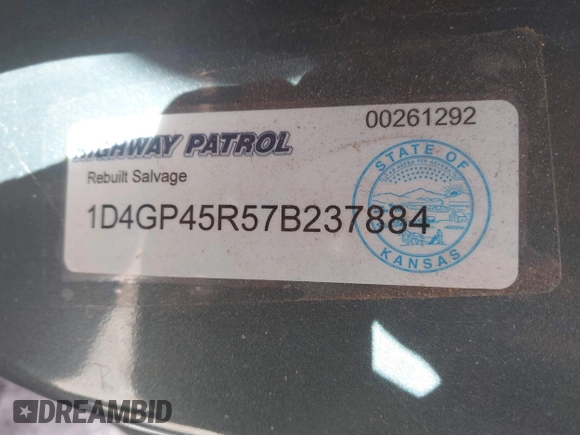 00261292
HIGHWAY PATROL
Rebuilt Salvage
1D4GP45R57B237884
STATE OF
KANSAS
DREAMBID